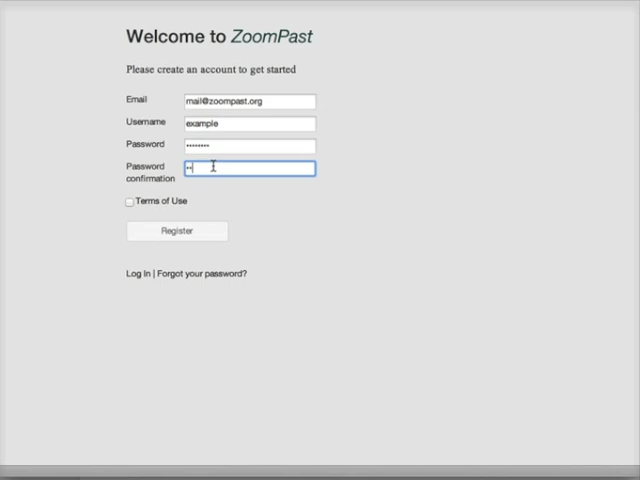 Welcome to ZoomPast
Please create an account to get started
Email mail@zoompast.org
Username example
Password ••••••••
Password ••
confirmation
Terms of Use
Register
Log In | Forgot your password?